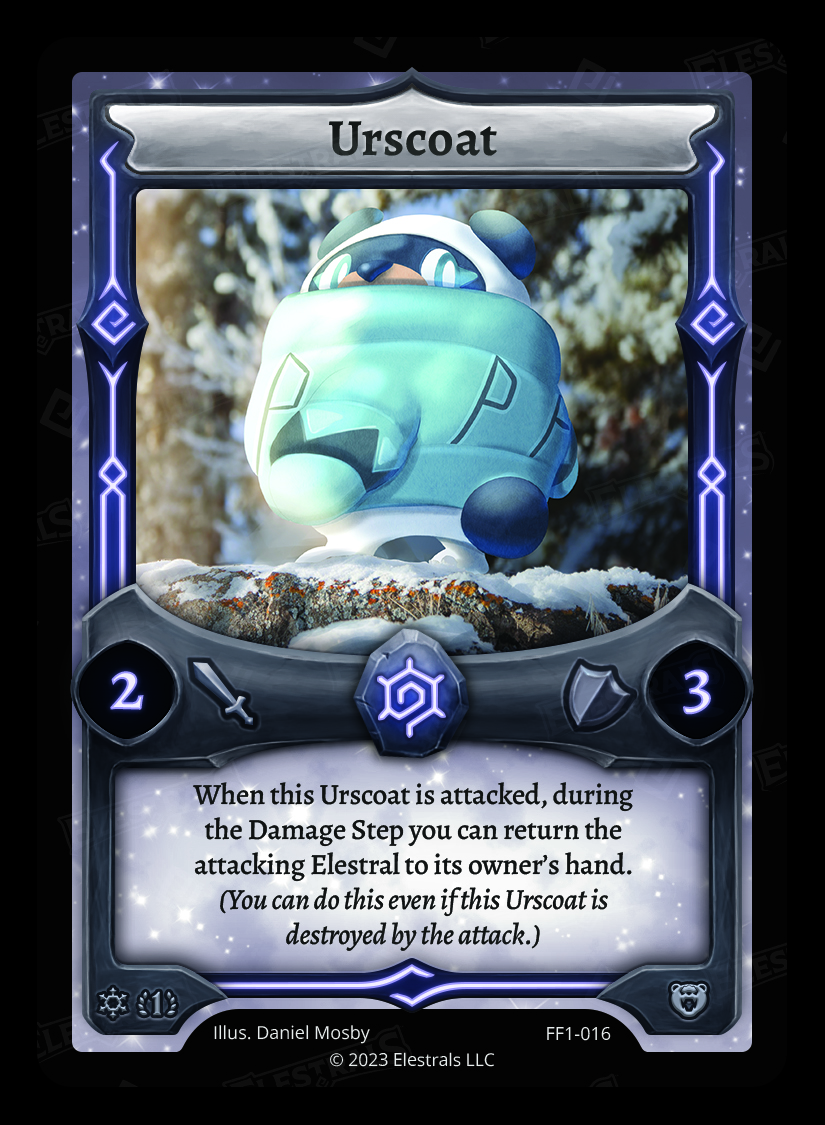 Urscoat
2
3
When this Urscoat is attacked, during
the Damage Step you can return the
attacking Elestral to its owner's hand.
(You can do this even if this Urscoat is
destroyed by the attack.)
1
Illus. Daniel Mosby
FF1-016
© 2023 Elestrals LLC